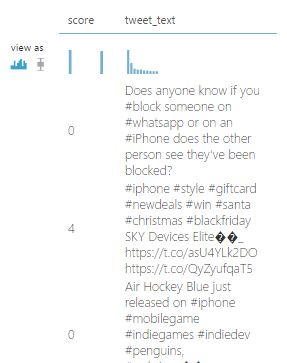 score tweet_text
view as
Does anyone know if you
#block someone on
#whatsapp or on an
#iPhone does the other
person see they've been
blocked?
0
#iphone #style #giftcard
#newdeals #win #santa
#christmas #blackfriday
SKY Devices Elite��_
https://t.co/asU4YLk2DO
https://t.co/QyZyufqaT5
4
Air Hockey Blue just
released on #iphone
#mobilegame
#indiegames #indiedev
#penguins,
0